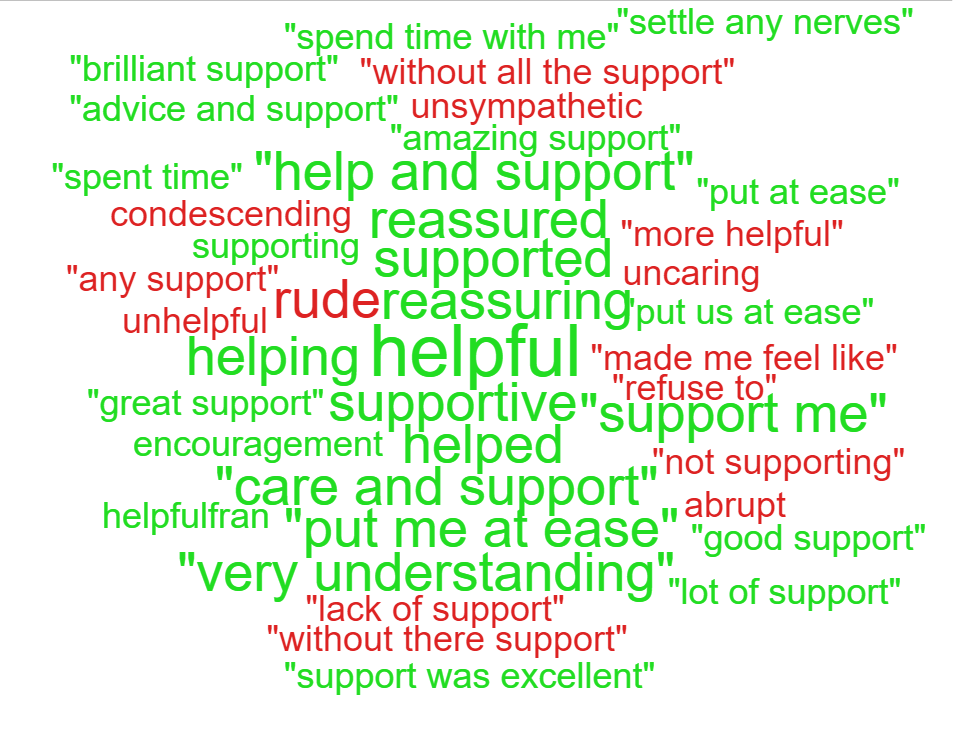 "spend time with me" "settle any nerves"
"brilliant support" "without all the support"
"advice and support" unsympathetic
"amazing support"
"spent time" "help and support" "put at ease"
condescending reassured "more helpful"
supporting supported uncaring
"any support" rude reassuring "put us at ease"
unhelpful
helping helpful "made me feel like"
"refuse to"
"great support" supportive "support me"
encouragement helped "not supporting"
"care and support" abrupt
helpfulfran "put me at ease" "good support"
"very understanding" "lot of support"
"lack of support"
"without there support"
"support was excellent"